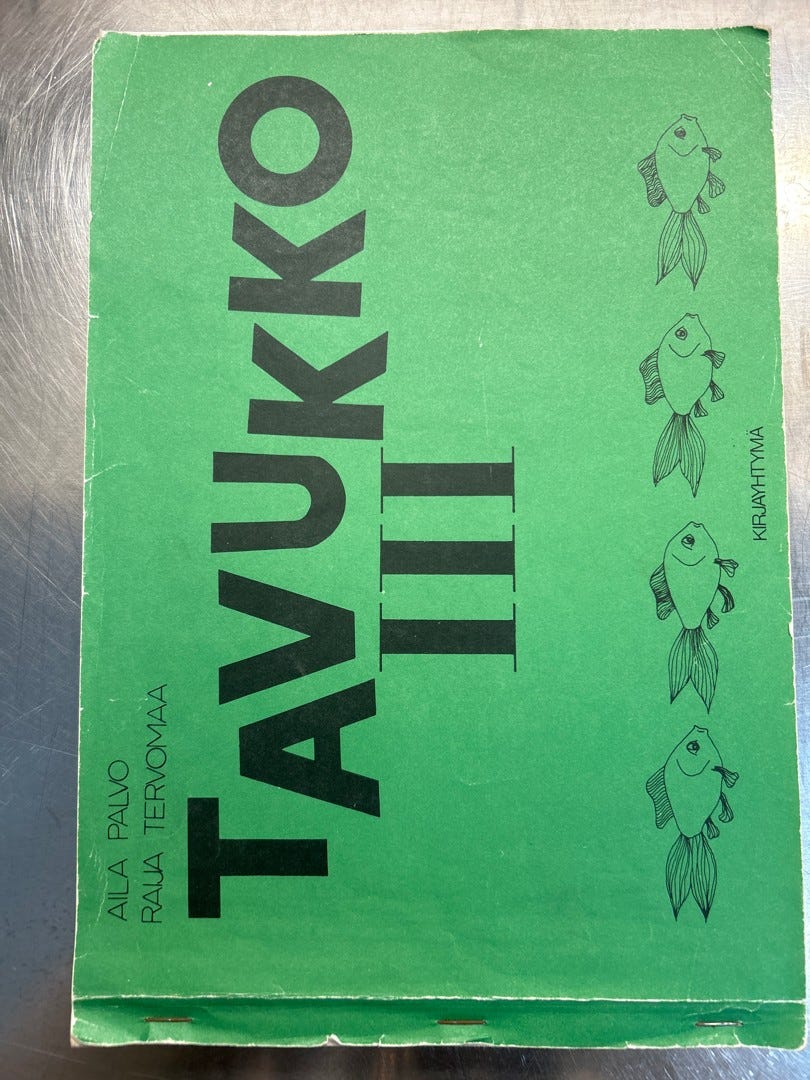 AILA PALVO
RAIJA TERVOMAA
TAVUKKO
III
KIRJAYHTYMÄ